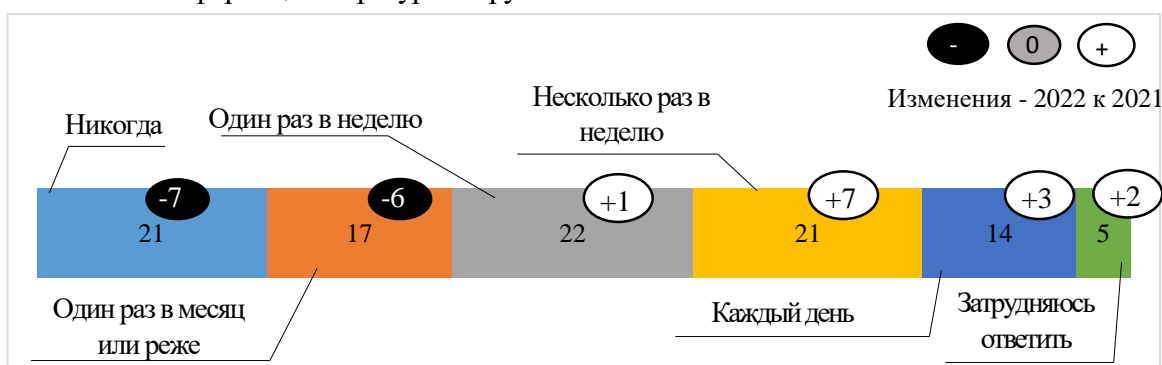 - 0 +
Изменения - 2022 к 2021
Никогда
Один раз в неделю
Несколько раз в
неделю
-7 -6 +1 +7 +3 +2
21 17 22 21 14 5
Один раз в месяц
или реже
Каждый день
Затрудняюсь
ответить